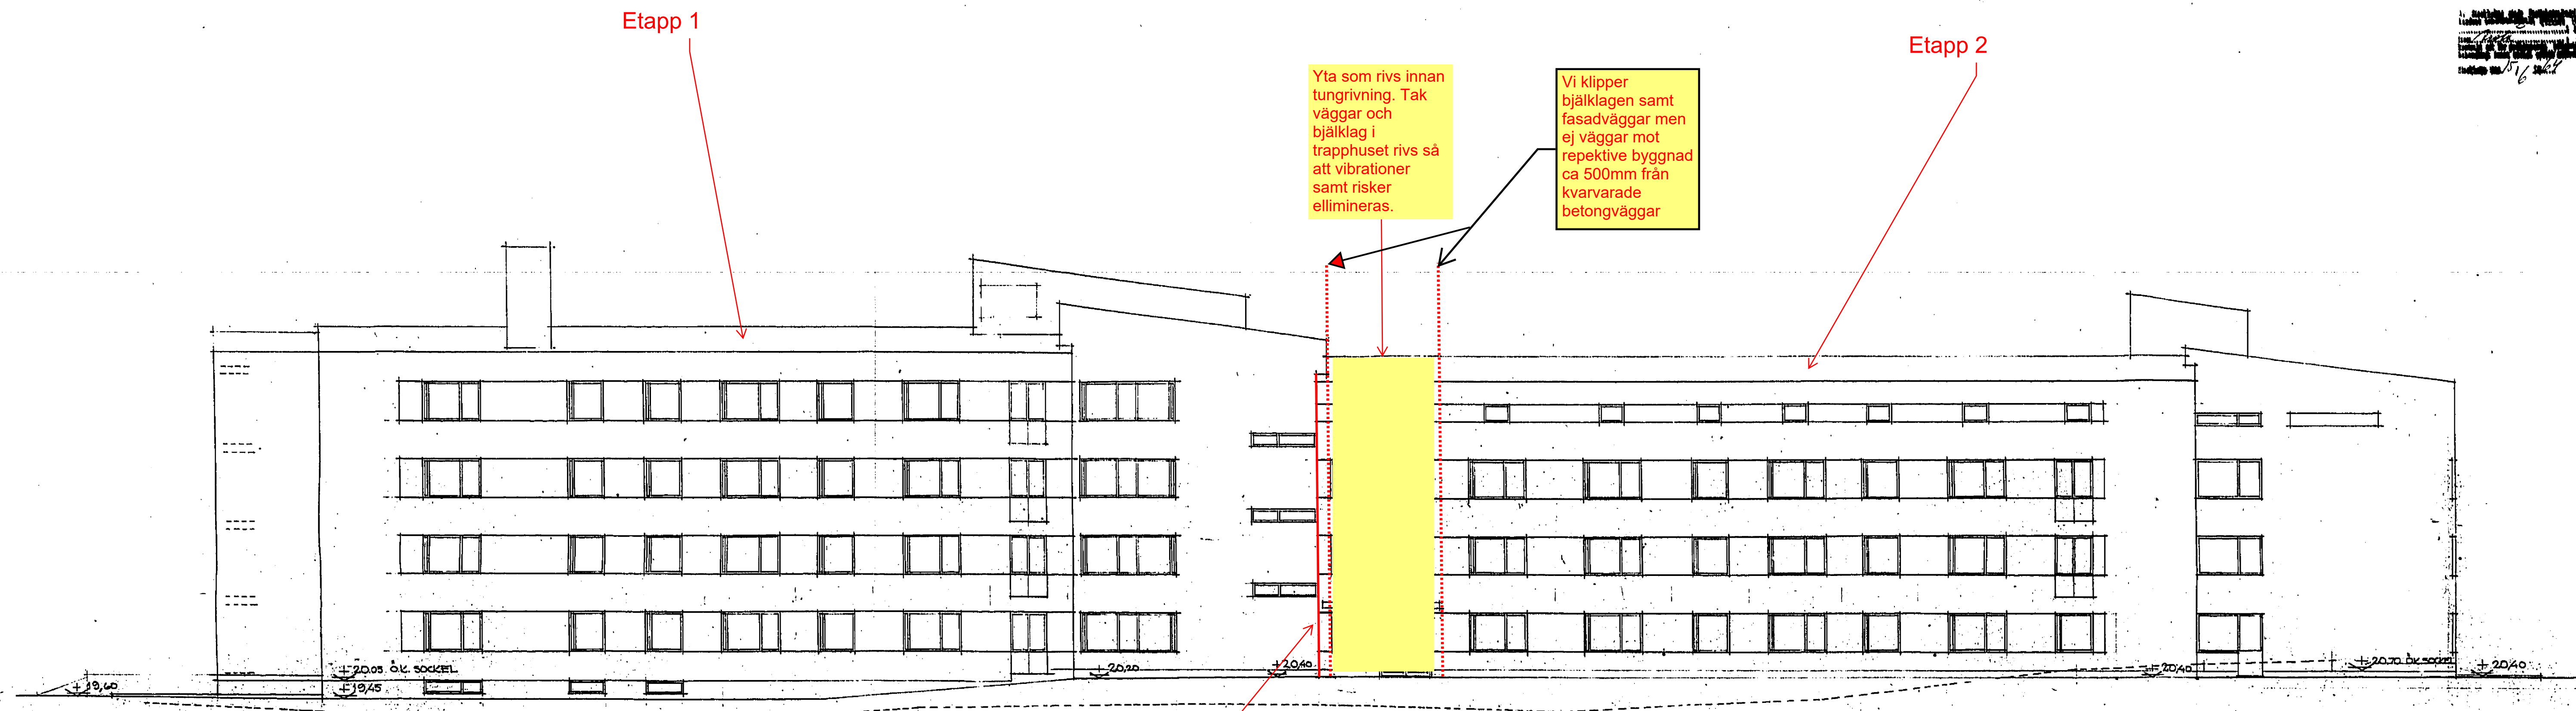 Etapp 1
Etapp 2
Yta som rivs innan
tungrivning. Tak
väggar och
bjälklag i
trapphuset rivs så
att vibrationer
samt risker
ellimineras.
Vi klipper
bjälklagen samt
fasadväggar men
ej väggar mot
repektive byggnad
ca 500mm från
kvarvarade
betongväggar
+20.05 Ö.K. SOCKEL
+19,60
+19,45
+20,20
+20,40
+20,40
+20.70 ÖK SOCKEL
+20,40